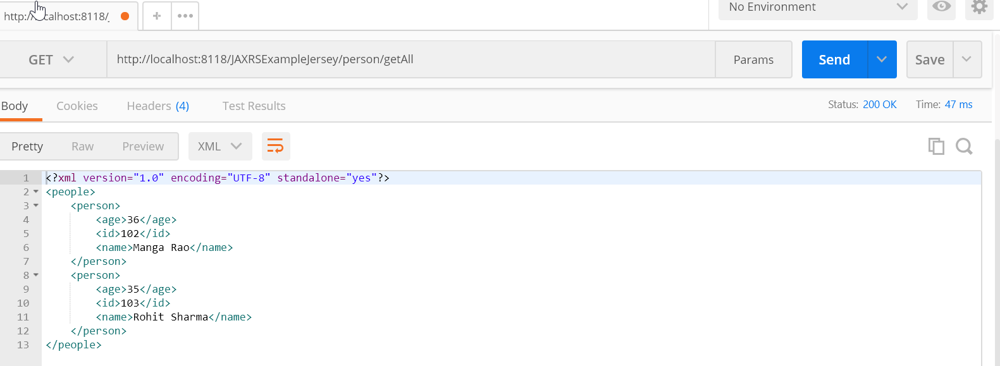 http://localhost:8118/
+ •••
No Environment
GET http://localhost:8118/JAXRSExampleJersey/person/getAll Params Send Save
Body Cookies Headers (4) Test Results Status: 200 OK Time: 47 ms
Pretty Raw Preview XML
1 <?xml version="1.0" encoding="UTF-8" standalone="yes"?>
2 <people>
3 <person>
4 <age>36</age>
5 <id>102</id>
6 <name>Manga Rao</name>
7 </person>
8 <person>
9 <age>35</age>
10 <id>103</id>
11 <name>Rohit Sharma</name>
12 </person>
13 </people>